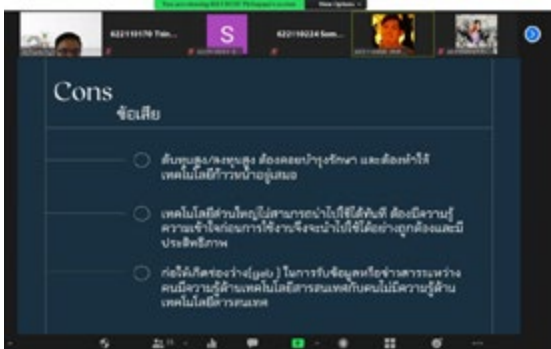 622110170 Thin...
S
622110224 Som...
Cons
ข้อเสีย
ต้นทุนสูง/ลงทุนสูง ต้องคอยบำรุงรักษา และต้องทำให้
เทคโนโลยีก้าวหน้าอยู่เสมอ
เทคโนโลยีส่วนใหญ่ไม่สามารถนำไปใช้ได้ทันที ต้องมีความรู้
ความเข้าใจก่อนการใช้งานจึงจะนำไปใช้ได้อย่างถูกต้องและมี
ประสิทธิภาพ
ก่อให้เกิดช่องว่าง(gab ) ในการรับข้อมูลหรือข่าวสารระหว่าง
คนมีความรู้ด้านเทคโนโลยีสารสนเทศกับคนไม่มีความรู้ด้าน
เทคโนโลยีสารสนเทศ